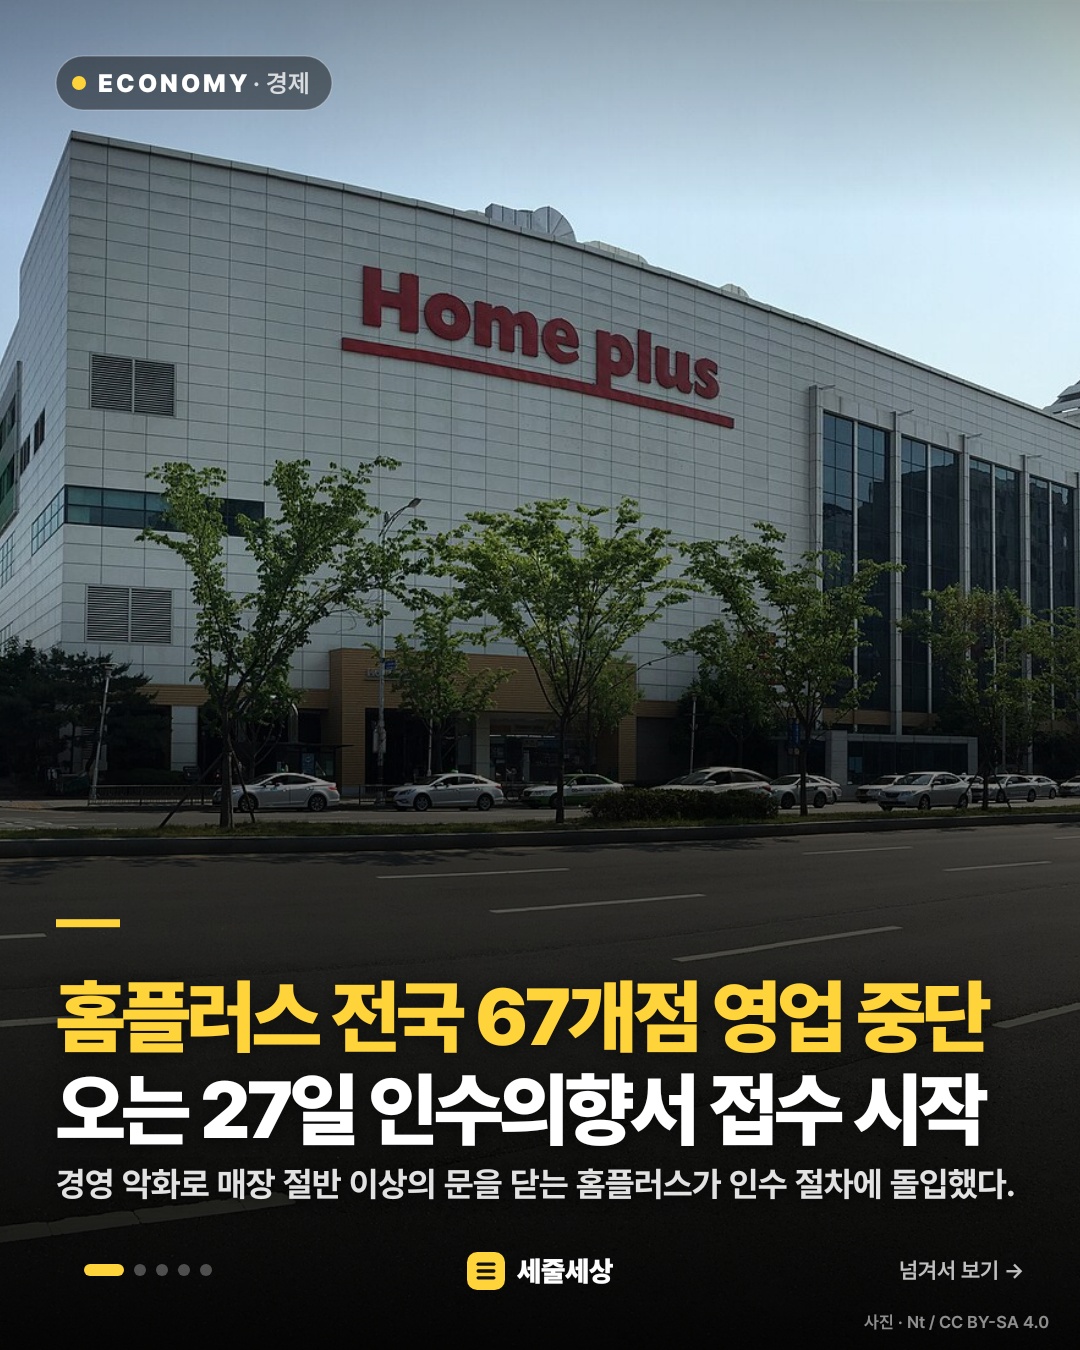 ECONOMY · 경제
Home plus
홈플러스 전국 67개점 영업 중단
오는 27일 인수의향서 접수 시작
경영 악화로 매장 절반 이상의 문을 닫는 홈플러스가 인수 절차에 돌입했다.
세줄세상
넘겨서 보기 →
사진 · Nt / CC BY-SA 4.0